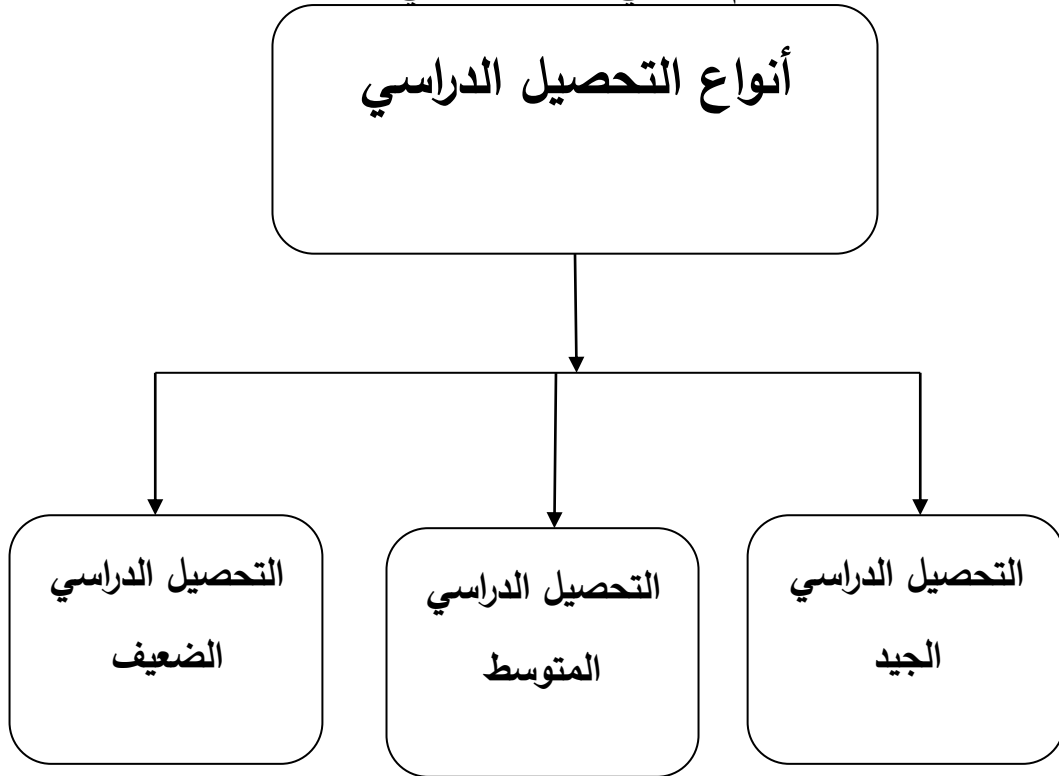 أنواع التحصيل الدراسي
التحصيل الدراسي
الجيد
التحصيل الدراسي
المتوسط
التحصيل الدراسي
الضعيف